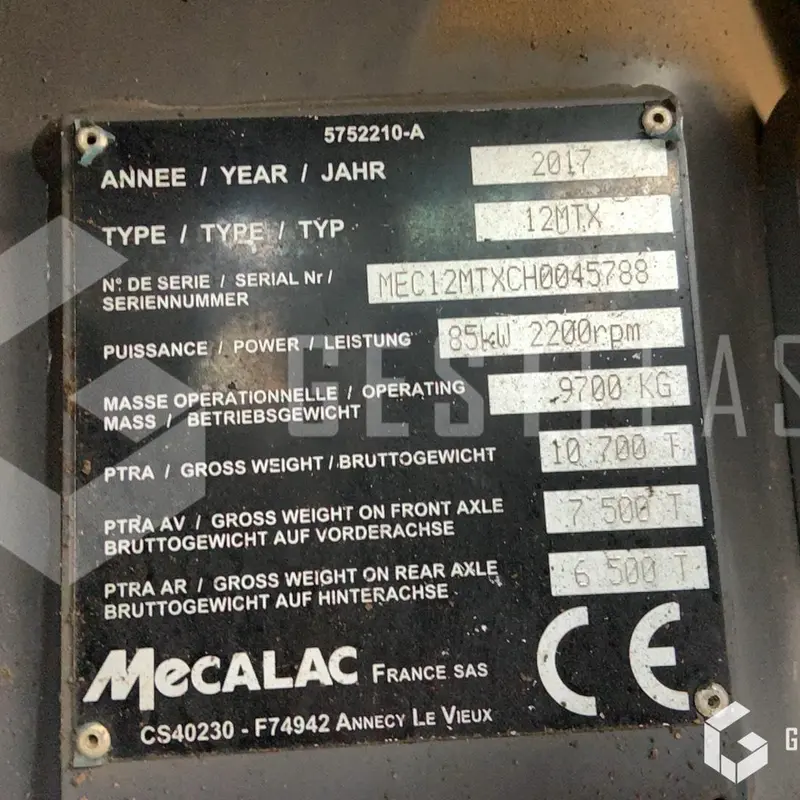 5752210-A
ANNEE / YEAR / JAHR 2017
TYPE / TYPE / TYP 12MTX
N° DE SERIE / SERIAL Nr / MEC12MTXCH0045788
SERIENNUMMER
PUISSANCE / POWER / LEISTUNG 85kW 2200rpm
MASSE OPERATIONNELLE / OPERATING 9700 KG
MASS / BETRIEBSGEWICHT
PTRA / GROSS WEIGHT / BRUTTOGEWICHT 10 700 T
PTRA AV / GROSS WEIGHT ON FRONT AXLE 7 500 T
BRUTTOGEWICHT AUF VORDERACHSE
PTRA AR / GROSS WEIGHT ON REAR AXLE 6 500 T
BRUTTOGEWICHT AUF HINTERACHSE
MECALAC FRANCE SAS CE
CS40230 - F74942 ANNECY LE VIEUX